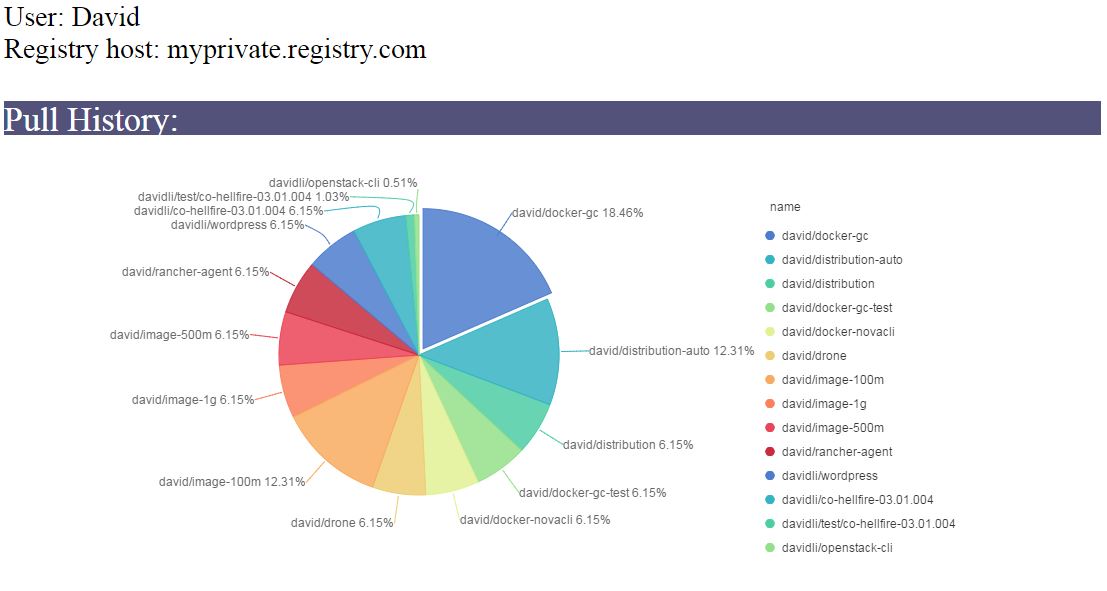 User: David
Registry host: myprivate.registry.com
Pull History:
davidli/openstack-cli 0.51%
davidli/test/co-hellfire-03.01.004 1.03%
davidli/co-hellfire-03.01.004 6.15%
davidli/wordpress 6.15%
david/rancher-agent 6.15%
david/image-500m 6.15%
david/image-1g 6.15%
david/image-100m 12.31%
david/drone 6.15%
david/docker-novacli 6.15%
david/docker-gc-test 6.15%
david/distribution 6.15%
david/distribution-auto 12.31%
david/docker-gc 18.46%
name
david/docker-gc
david/distribution-auto
david/distribution
david/docker-gc-test
david/docker-novacli
david/drone
david/image-100m
david/image-1g
david/image-500m
david/rancher-agent
davidli/wordpress
davidli/co-hellfire-03.01.004
davidli/test/co-hellfire-03.01.004
davidli/openstack-cli